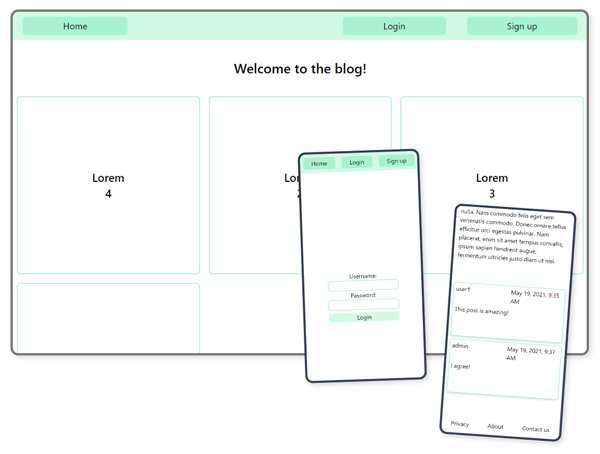 Home Login Sign up
Welcome to the blog!
Lorem
4
Lorem
3
Home Login Sign up
Username:
Password:
Login
nulla. Nam commodo felis eget sem
venenatis commodo. Donec ornare tellus
efficitur orci egestas pulvinar. Nam
placerat, enim sit amet tempus convallis,
ipsum sapien hendrerit augue,
fermentum ultricies justo diam ut nisl.
user1 May 19, 2021, 9:35
AM
This post is amazing!
admin May 19, 2021, 9:37
AM
I agree!
Privacy About Contact us